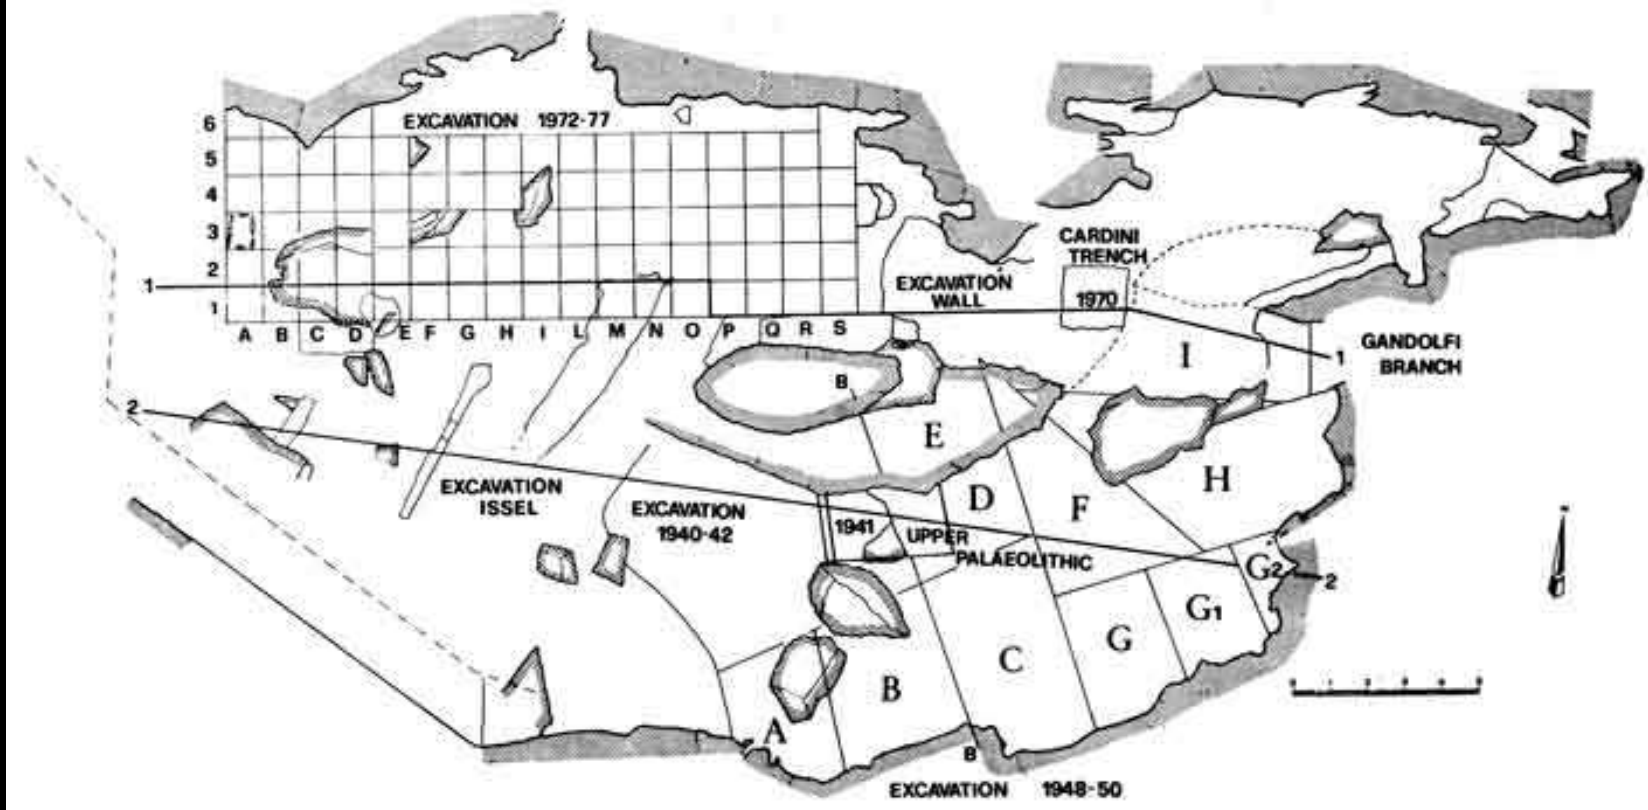 6
EXCAVATION 1972-77
5
4
3
2
1
1
A B C D E F G H I L M N O P Q R S
CARDINI
TRENCH
1970
EXCAVATION
WALL
GANDOLFI
BRANCH
1
I
2
B
E
H
D
F
EXCAVATION
ISSEL
EXCAVATION
1940-42
1941
UPPER
PALAEOLITHIC
G2
2
G1
G
C
B
A
B
EXCAVATION 1948-50